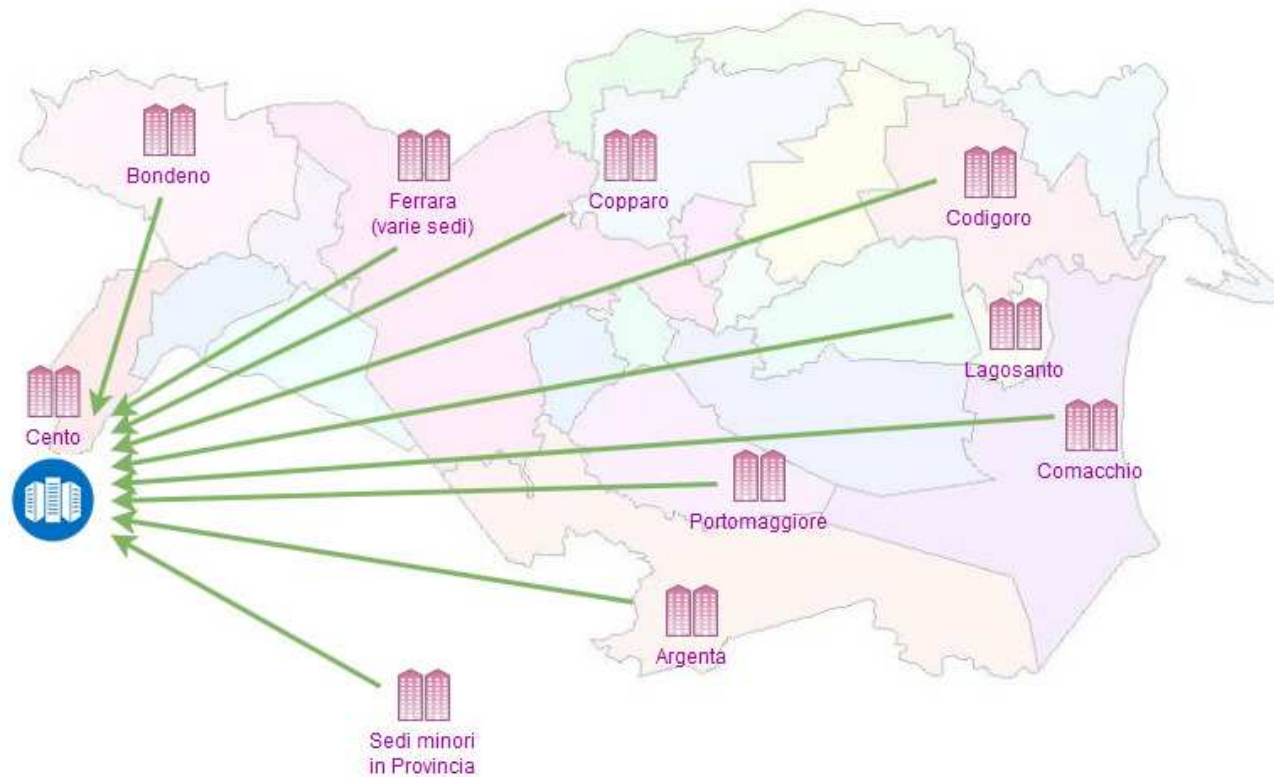 Bondeno
Ferrara
(varie sedi)
Copparo
Codigoro
Lagosanto
Cento
Comacchio
Portomaggiore
Argenta
Sedi minori
in Provincia